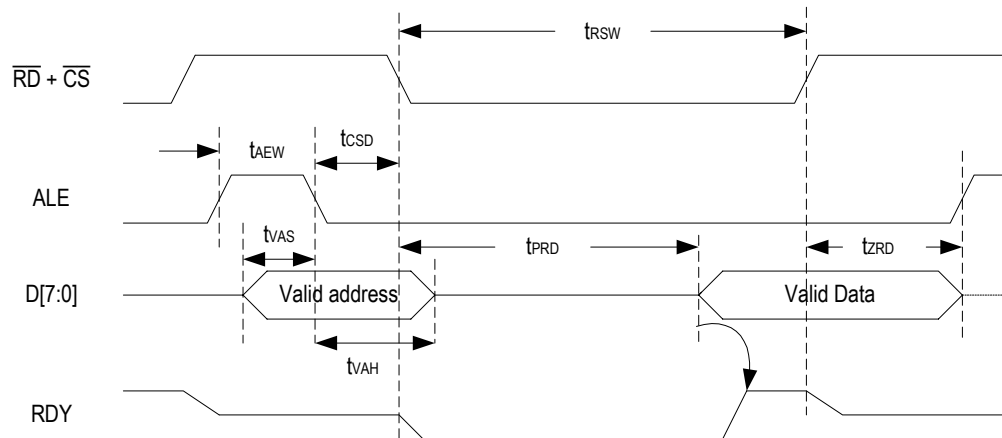 tRSW
RD + CS
tAEW
tCSD
ALE
tVAS
tPRD
tZRD
D[7:0]
Valid address
Valid Data
tVAH
RDY